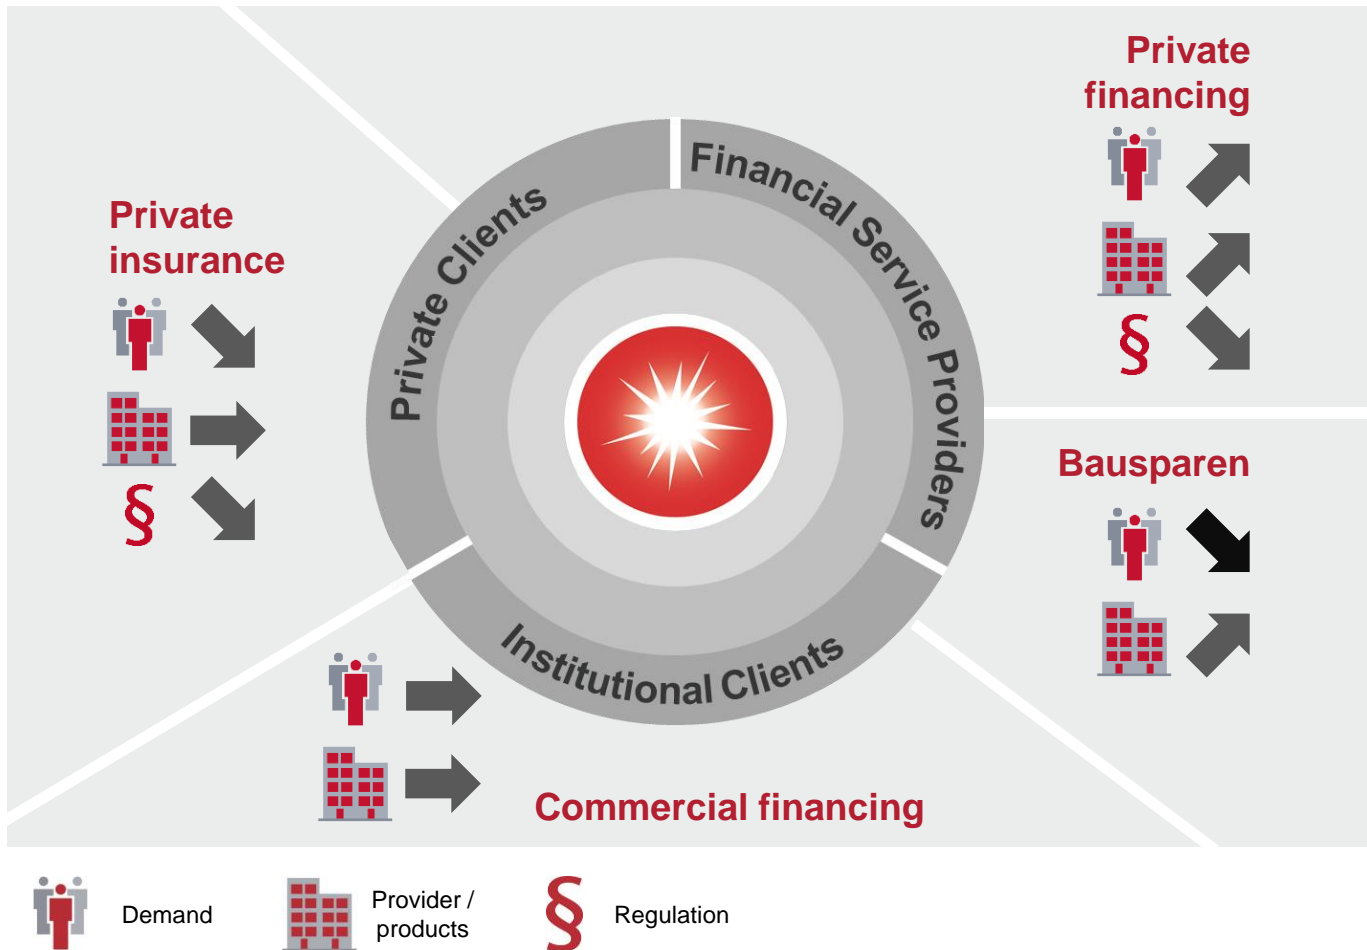 Private
financing
Private Clients
Financial Service Providers
Private
insurance
§
Bausparen
§
Institutional Clients
Commercial financing
Demand
Provider /
products
§
Regulation